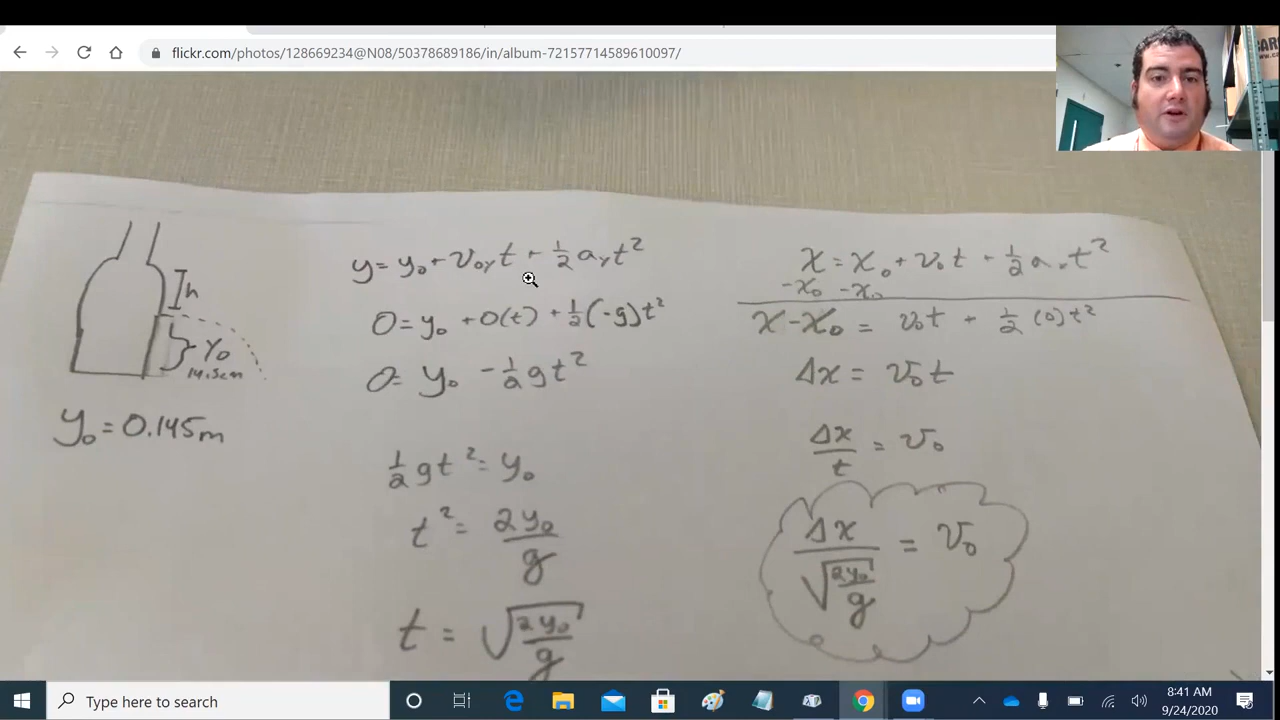 flickr.com/photos/128669234@N08/50378689186/in/album-72157714589610097/
h
Y₀
14.5cm
y₀ = 0.145m
y = y₀ + v₀ᵧt + ½aᵧt²
0 = y₀ + 0(t) + ½(-g)t²
0 = y₀ - ½gt²
½gt² = y₀
t² = 2y₀/g
t = √(2y₀/g)
x = x₀ + v₀t + ½aₓt²
-x₀ -x₀
x - x₀ = v₀t + ½(0)t²
Δx = v₀t
Δx/t = v₀
Δx/√(2y₀/g) = v₀
Type here to search
8:41 AM
9/24/2020